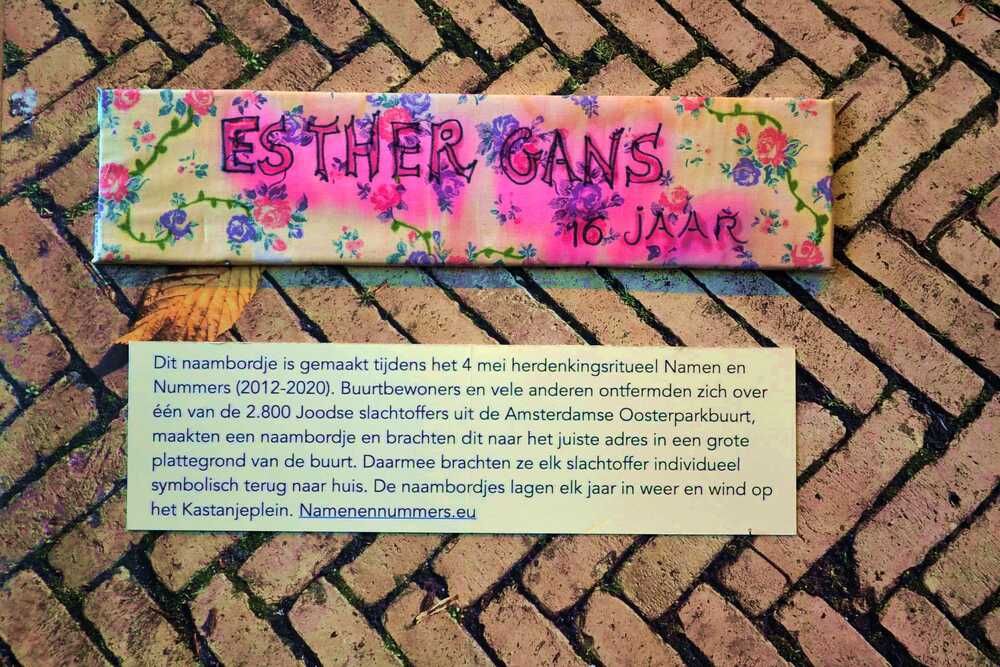 ESTHER GANS
16 JAAR
Dit naambordje is gemaakt tijdens het 4 mei herdenkingsritueel Namen en
Nummers (2012-2020). Buurtbewoners en vele anderen ontfermden zich over
één van de 2.800 Joodse slachtoffers uit de Amsterdamse Oosterparkbuurt,
maakten een naambordje en brachten dit naar het juiste adres in een grote
plattegrond van de buurt. Daarmee brachten ze elk slachtoffer individueel
symbolisch terug naar huis. De naambordjes lagen elk jaar in weer en wind op
het Kastanjeplein. Namenennummers.eu